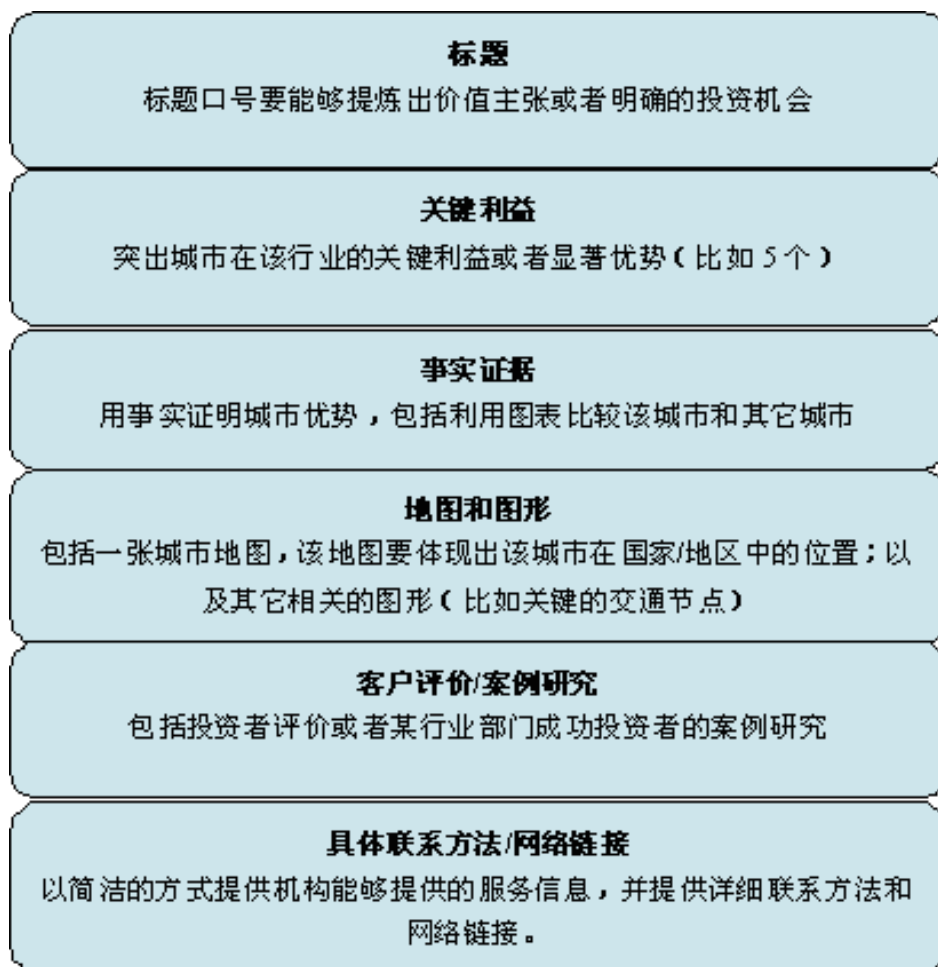 标题
标题口号要能够提炼出价值主张或者明确的投资机会
关键利益
突出城市在该行业的关键利益或者显著优势（比如5个）
事实证据
用事实证明城市优势，包括利用图表比较该城市和其它城市
地图和图形
包括一张城市地图，该地图要体现出该城市在国家/地区中的位置；以
及其它相关的图形（比如关键的交通节点）
客户评价/案例研究
包括投资者评价或者某行业部门成功投资者的案例研究
具体联系方法/网络链接
以简洁的方式提供机构能够提供的服务信息，并提供详细联系方法和
网络链接。